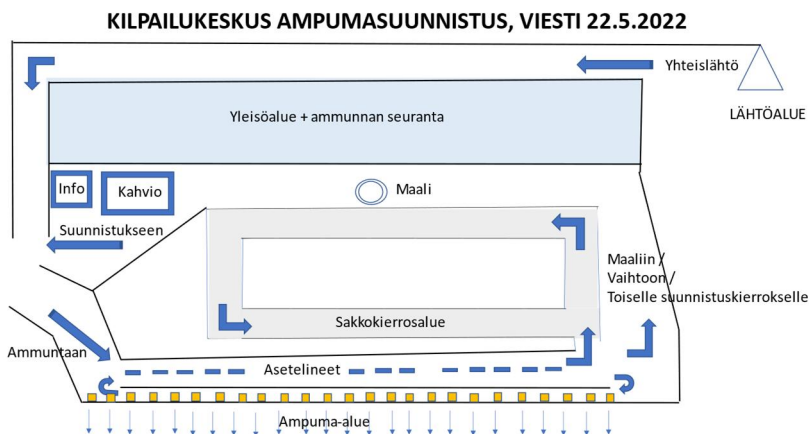 KILPAILUKESKUS AMPUMASUUNNISTUS, VIESTI 22.5.2022
Yhteislähtö
LÄHTÖALUE
Yleisöalue + ammunnan seuranta
Info
Kahvio
Maali
Suunnistukseen
Maaliin /
Vaihtoon /
Toiselle suunnistuskierrokselle
Sakkokierrosalue
Ammuntaan
Asetelineet
Ampuma-alue